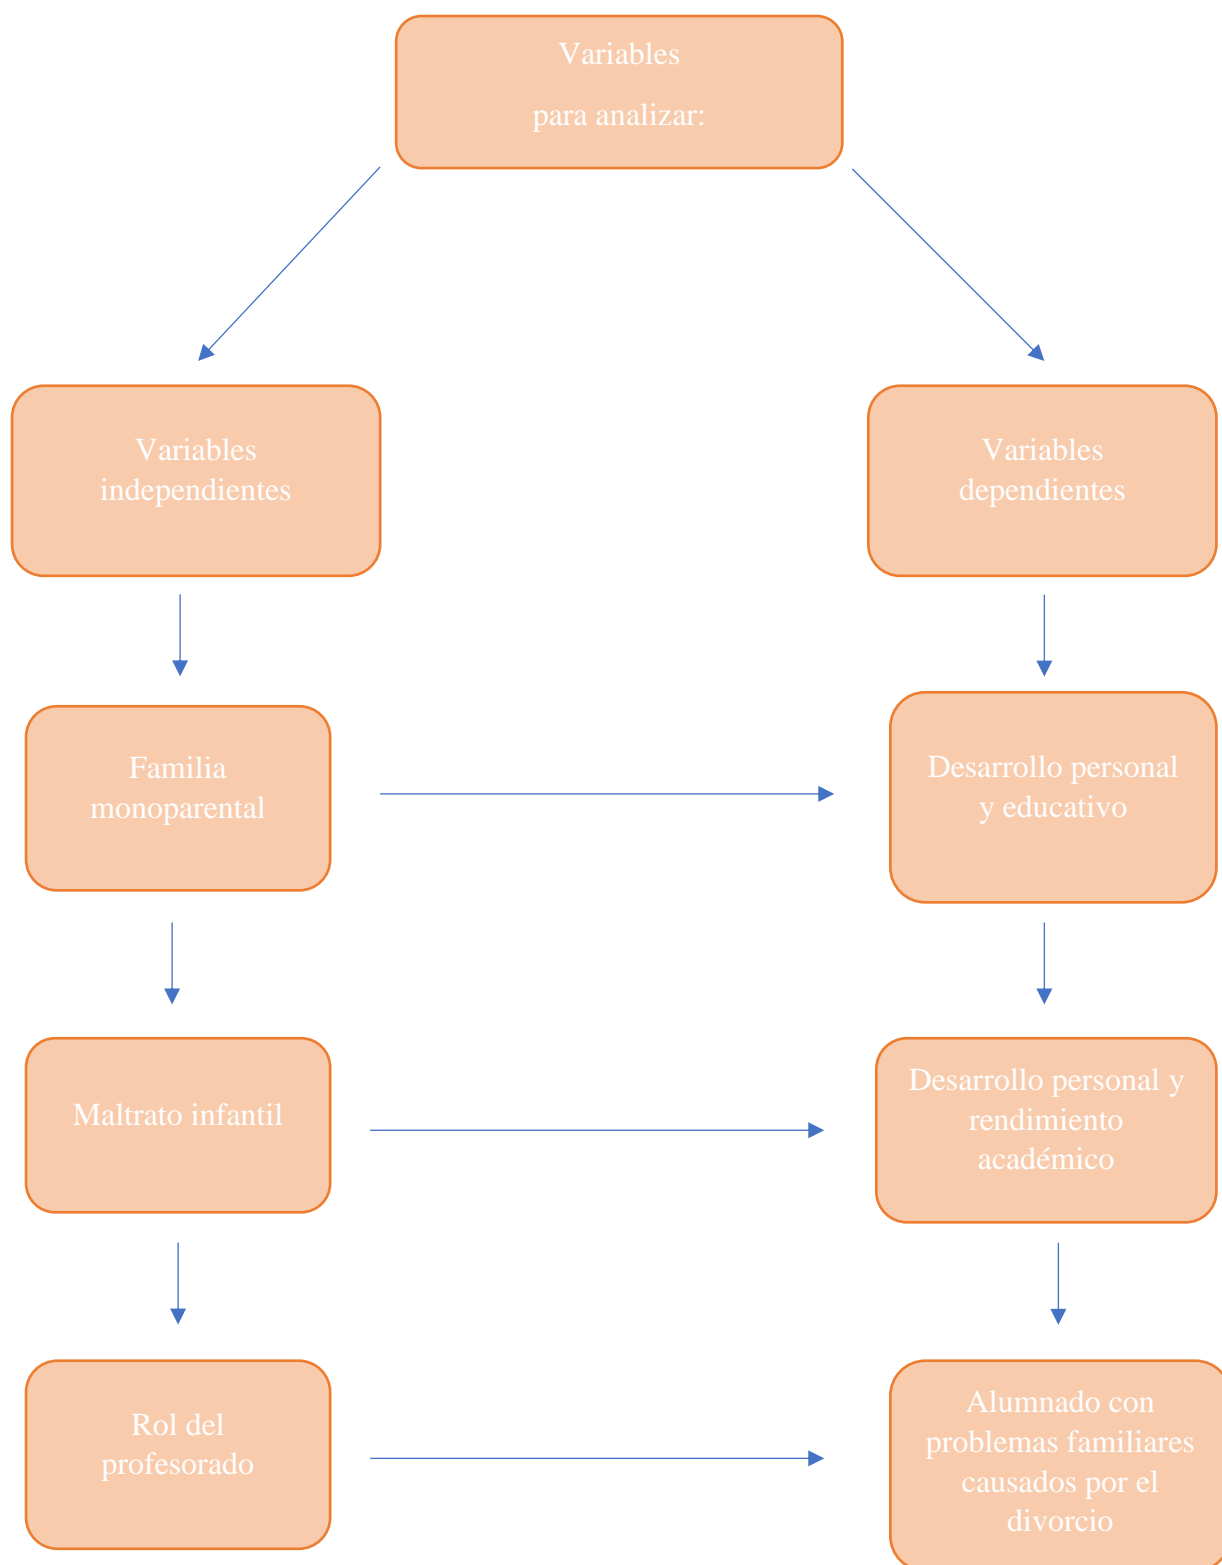 Variables
para analizar:
Variables
independientes
Variables
dependientes
Familia
monoparental
Desarrollo personal
y educativo
Maltrato infantil
Desarrollo personal y
rendimiento
académico
Rol del
profesorado
Alumnado con
problemas familiares
causados por el
divorcio